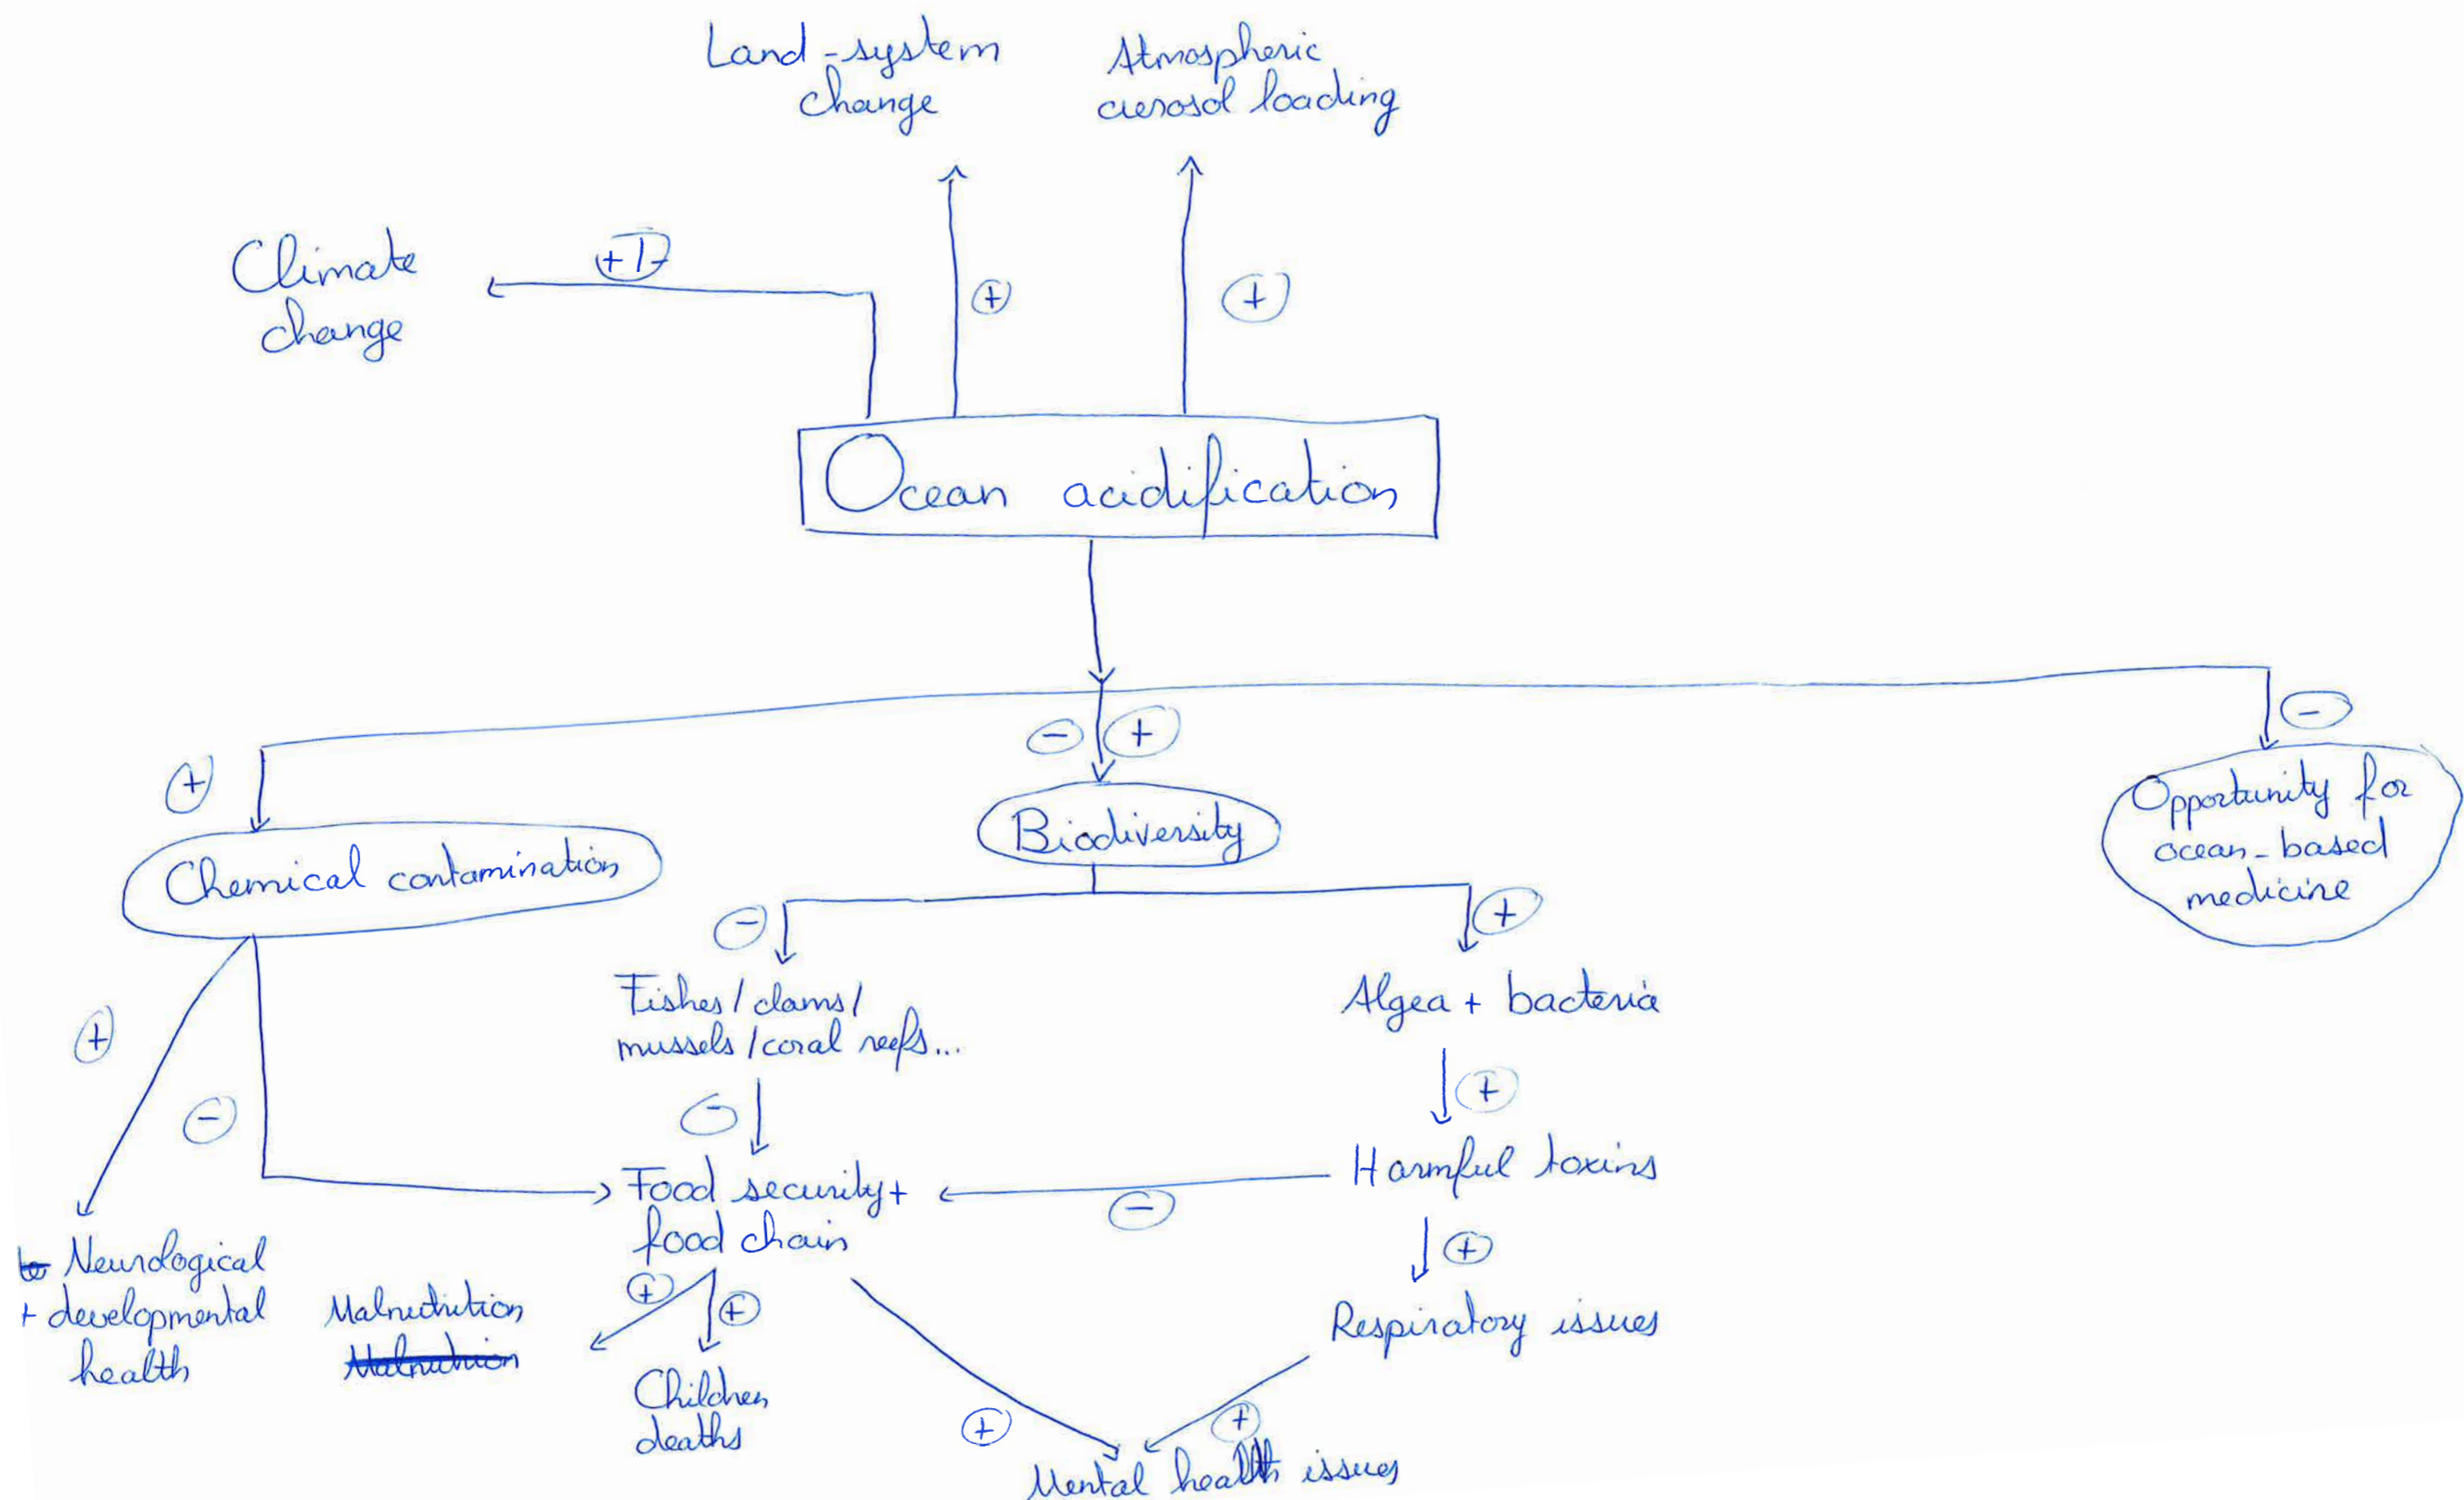 Land-system
change
Atmospheric
aerosol loading
Climate
change
+/-
+
+
Ocean acidification
+
-
+
-
Chemical contamination
Biodiversity
Opportunity for
ocean-based
medicine
-
+
Fishes/clams/
mussels/coral reefs...
Algea + bacteria
+
-
-
+
Food security +
food chain
-
Harmful toxins
+
Neurological
+ developmental
health
Malnutrition
+
+
Children
deaths
Respiratory issues
+
+
Mental health issues